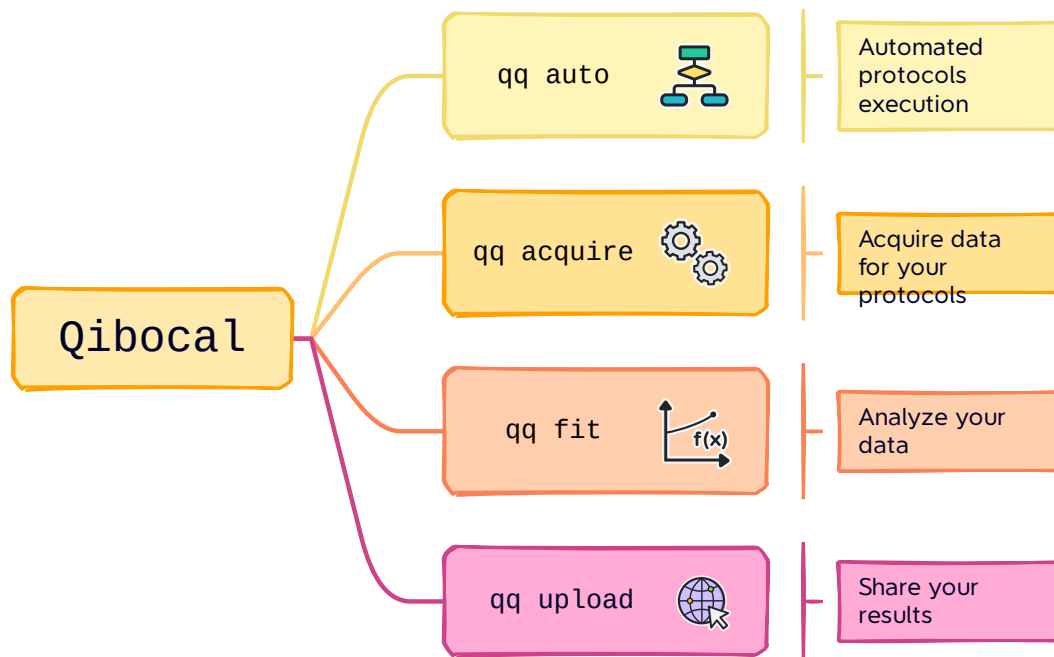 qq auto
Automated
protocols
execution
qq acquire
Acquire data
for your
protocols
Qibocal
qq fit
f(x)
Analyze your
data
qq upload
Share your
results